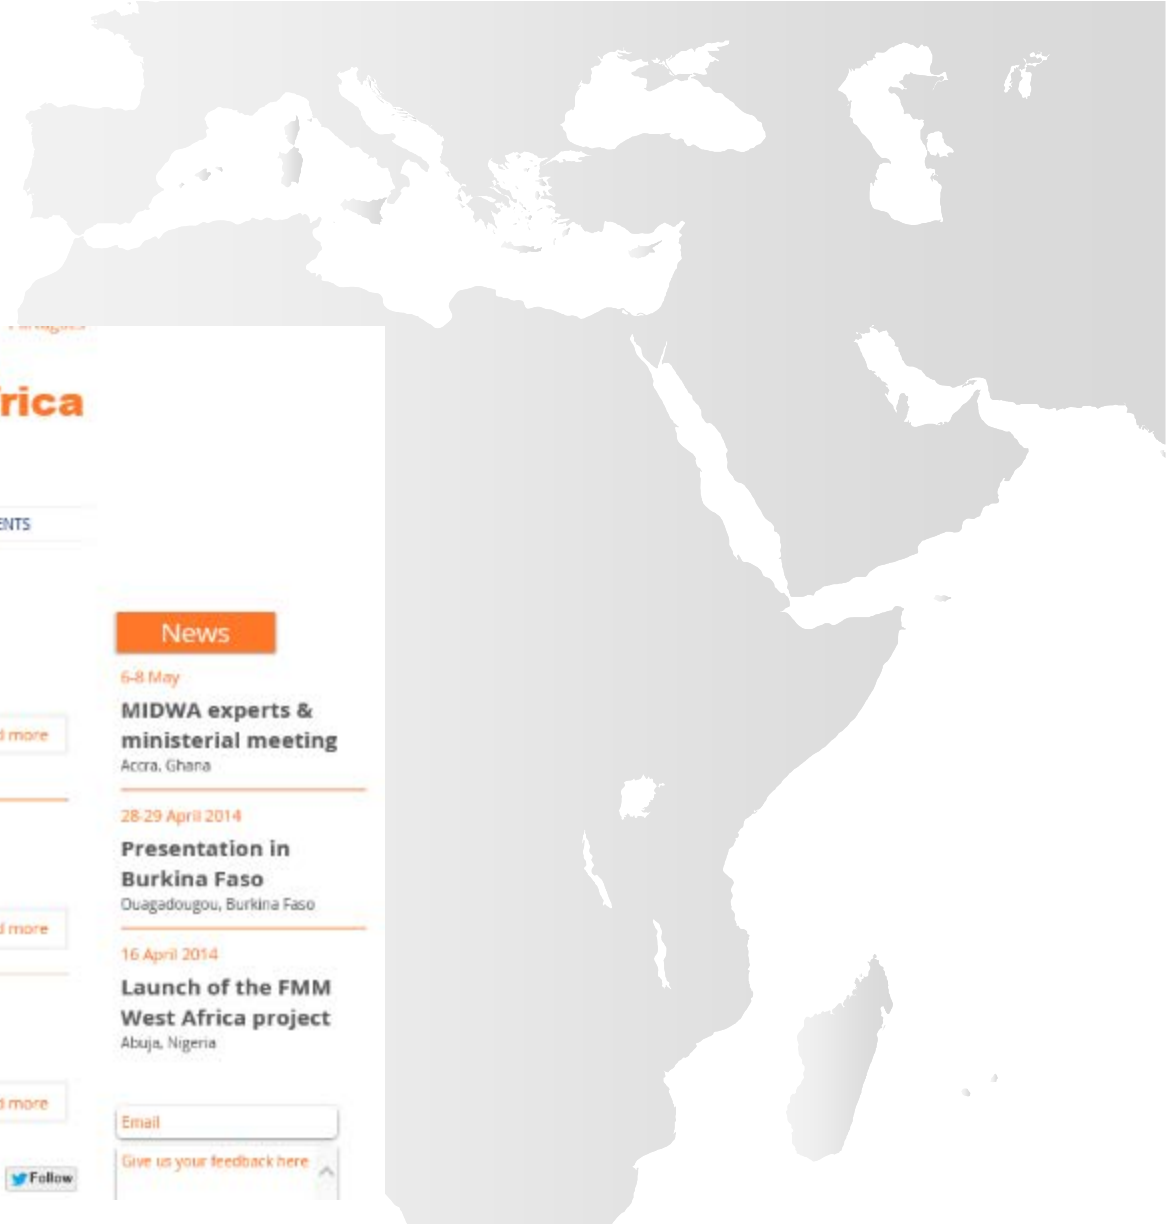 Portugues
rica
ENTS
News
6-8 May
MIDWA experts &
ministerial meeting
Accra, Ghana
d more
28-29 April 2014
Presentation in
Burkina Faso
Ouagadougou, Burkina Faso
d more
16 April 2014
Launch of the FMM
West Africa project
Abuja, Nigeria
d more
Email
Give us your feedback here
Follow